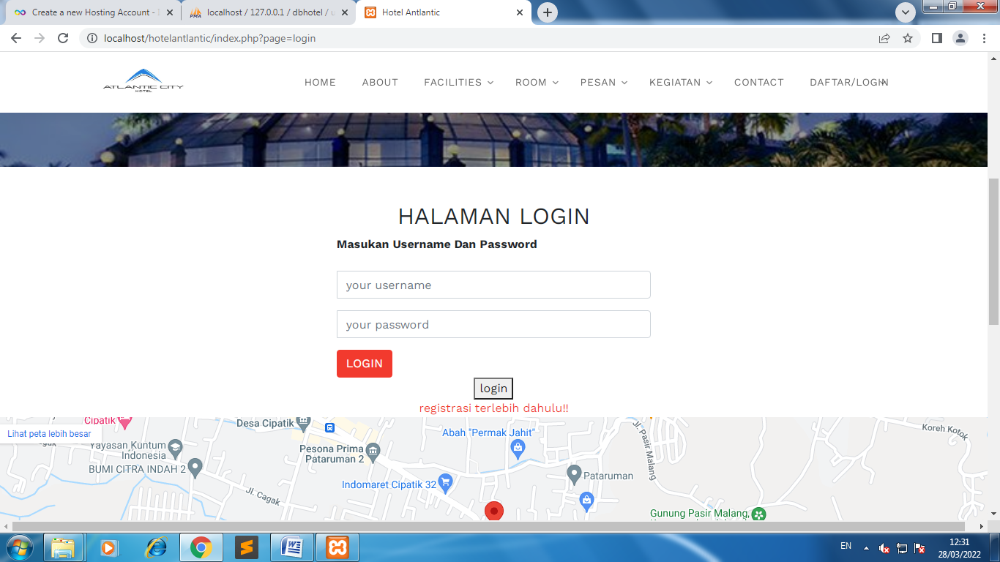 Create a new Hosting Account -
localhost / 127.0.0.1 / dbhotel / u
Hotel Antlantic
localhost/hotelantlantic/index.php?page=login
ATLANTIC CITY
HOTEL
HOME ABOUT FACILITIES ROOM PESAN KEGIATAN CONTACT DAFTAR/LOGIN
HALAMAN LOGIN
Masukan Username Dan Password
your username
your password
LOGIN
login
registrasi terlebih dahulu!!
Cipatik
Desa Cipatik
Lihat peta lebih besar
Abah "Permak Jahit"
Jl. Pasir Malang
Koreh Kotok
Yayasan Kuntum
Indonesia
Pesona Prima
Pataruman 2
BUMI CITRA INDAH 2
Pataruman
Indomaret Cipatik 32
Jl. Cagak
Gunung Pasir Malang,
EN
12:31
28/03/2022